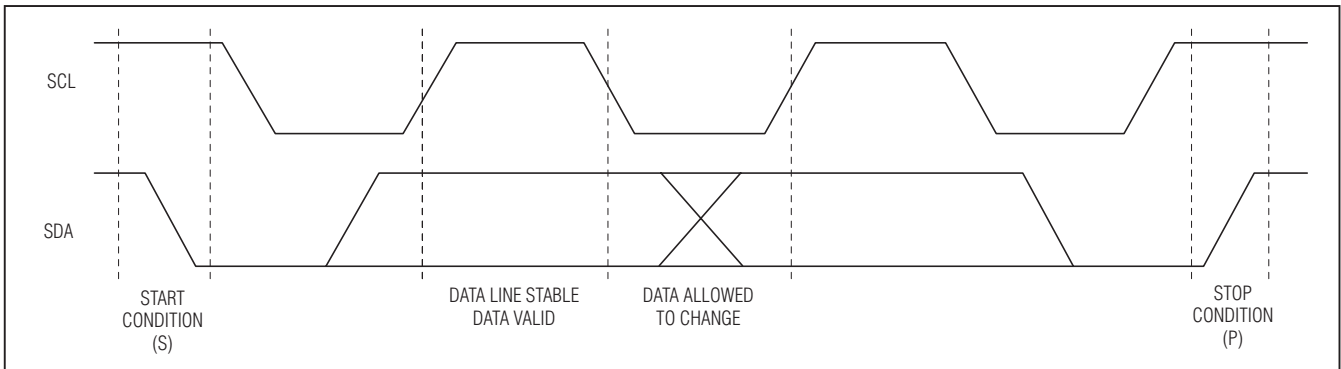 SCL
SDA
START
CONDITION
(S)
DATA LINE STABLE
DATA VALID
DATA ALLOWED
TO CHANGE
STOP
CONDITION
(P)